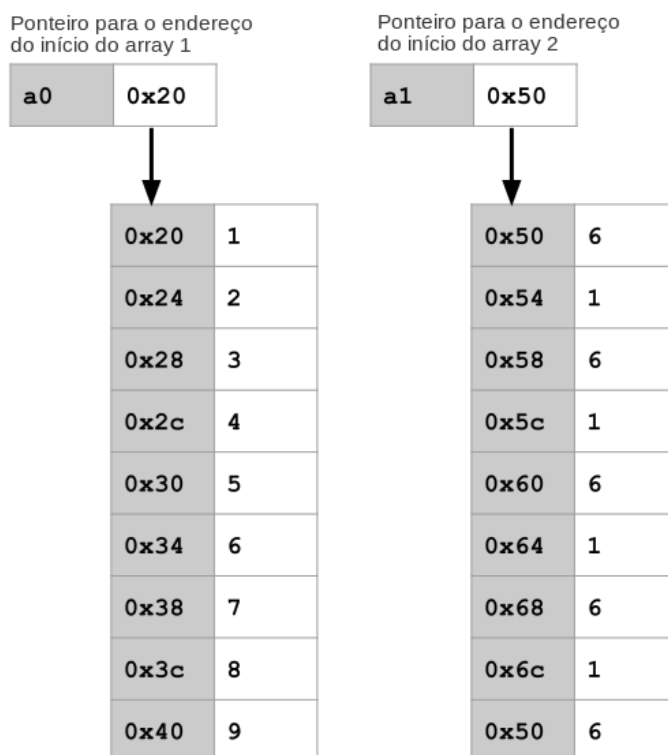 Ponteiro para o endereço
do início do array 1
a0 0x20
0x20 1
0x24 2
0x28 3
0x2c 4
0x30 5
0x34 6
0x38 7
0x3c 8
0x40 9
Ponteiro para o endereço
do início do array 2
a1 0x50
0x50 6
0x54 1
0x58 6
0x5c 1
0x60 6
0x64 1
0x68 6
0x6c 1
0x50 6